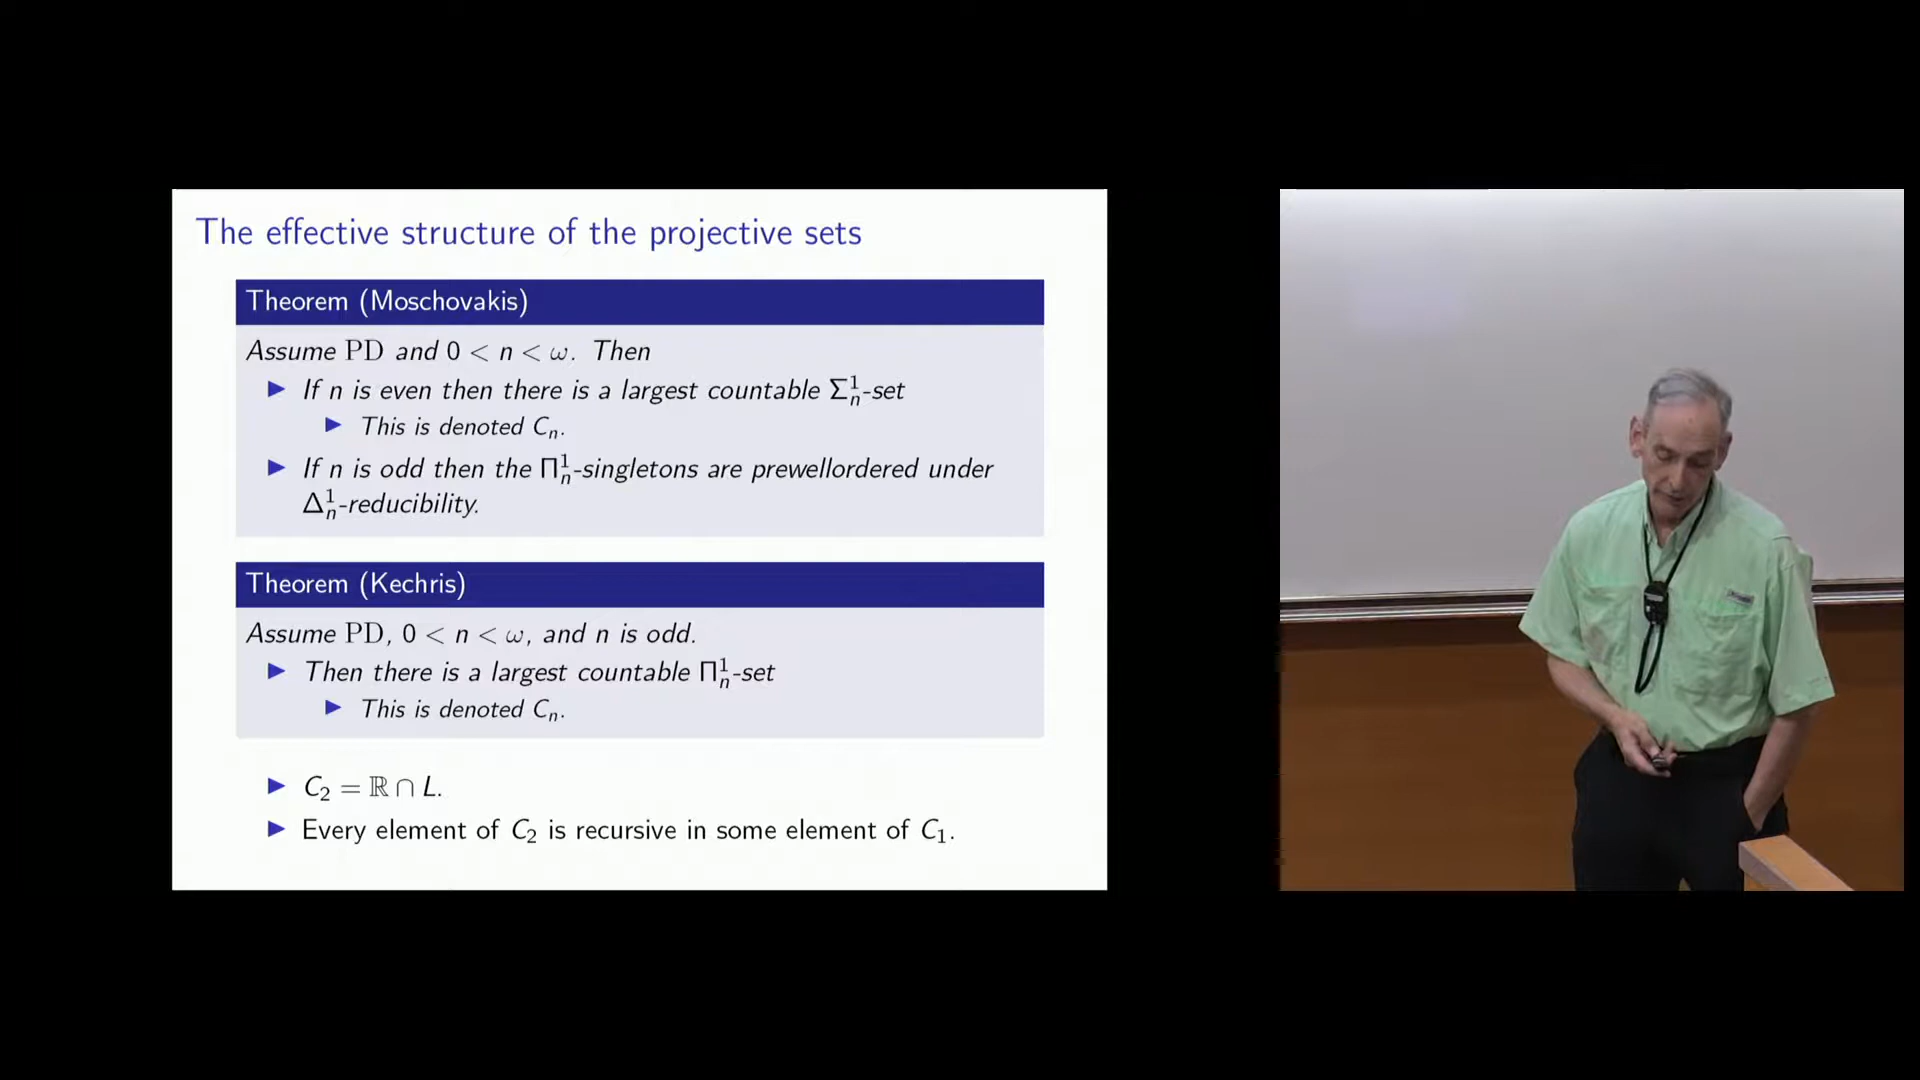 The effective structure of the projective sets
Theorem (Moschovakis)
Assume PD and 0 < n < ω. Then
▶ If n is even then there is a largest countable Σ¹ₙ-set
▶ This is denoted Cₙ.
▶ If n is odd then the Π¹ₙ-singletons are prewellordered under
Δ¹ₙ-reducibility.
Theorem (Kechris)
Assume PD, 0 < n < ω, and n is odd.
▶ Then there is a largest countable Π¹ₙ-set
▶ This is denoted Cₙ.
▶ C₂ = ℝ ∩ L.
▶ Every element of C₂ is recursive in some element of C₁.